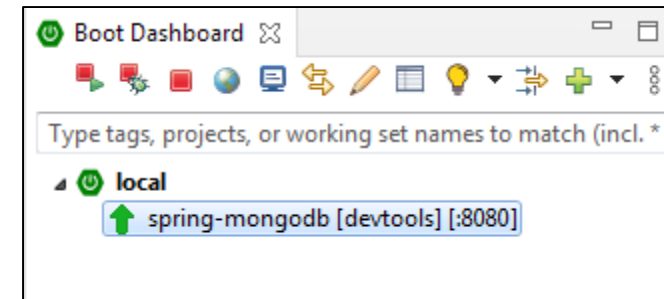 Boot Dashboard
Type tags, projects, or working set names to match (incl. *
local
spring-mongodb [devtools] [:8080]